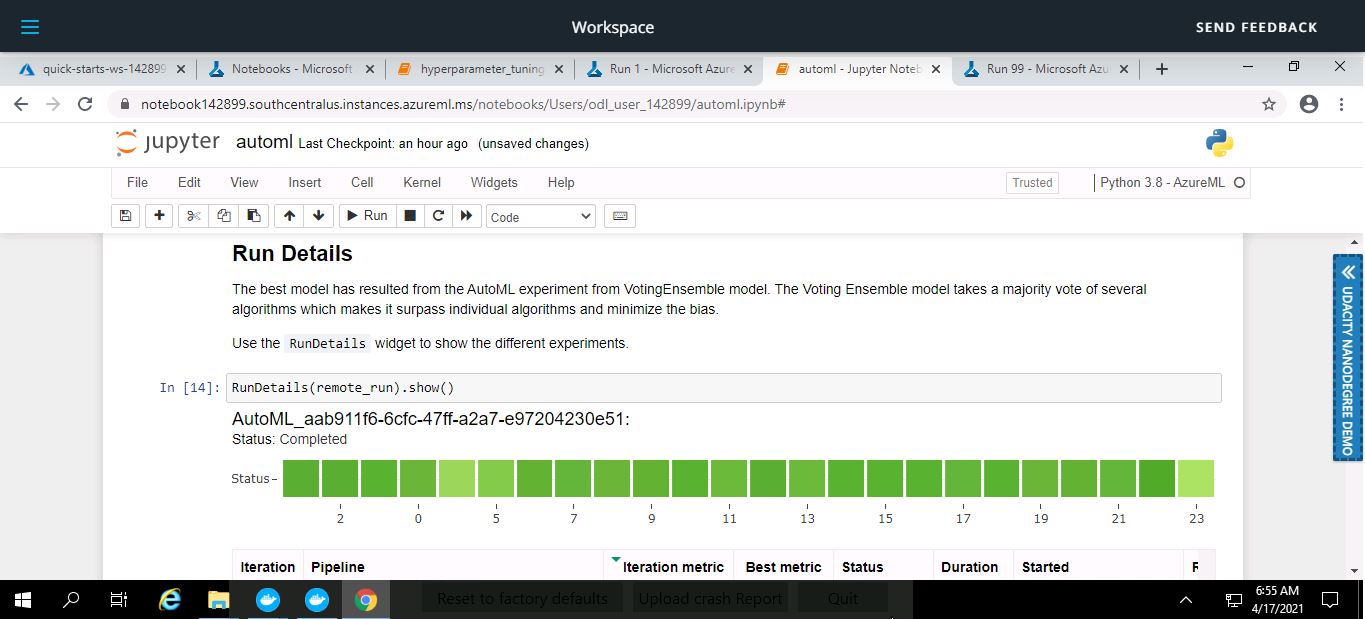 Workspace
SEND FEEDBACK
quick-starts-ws-142899
Notebooks - Microsoft
hyperparameter_tuning
Run 1 - Microsoft Azure
automl - Jupyter Noteb
Run 99 - Microsoft Azu
notebook142899.southcentralus.instances.azureml.ms/notebooks/Users/odl_user_142899/automl.ipynb#
jupyter automl Last Checkpoint: an hour ago (unsaved changes)
File Edit View Insert Cell Kernel Widgets Help Trusted Python 3.8 - AzureML
Run Code
Run Details
The best model has resulted from the AutoML experiment from VotingEnsemble model. The Voting Ensemble model takes a majority vote of several
algorithms which makes it surpass individual algorithms and minimize the bias.
Use the RunDetails widget to show the different experiments.
In [14]: RunDetails(remote_run).show()
AutoML_aab911f6-6cfc-47ff-a2a7-e97204230e51:
Status: Completed
Status
2 0 5 7 9 11 13 15 17 19 21 23
Iteration Pipeline Iteration metric Best metric Status Duration Started
UDACITY NANODEGREE DEMO
Reset to factory defaults Upload crash Report Quit
6:55 AM
4/17/2021